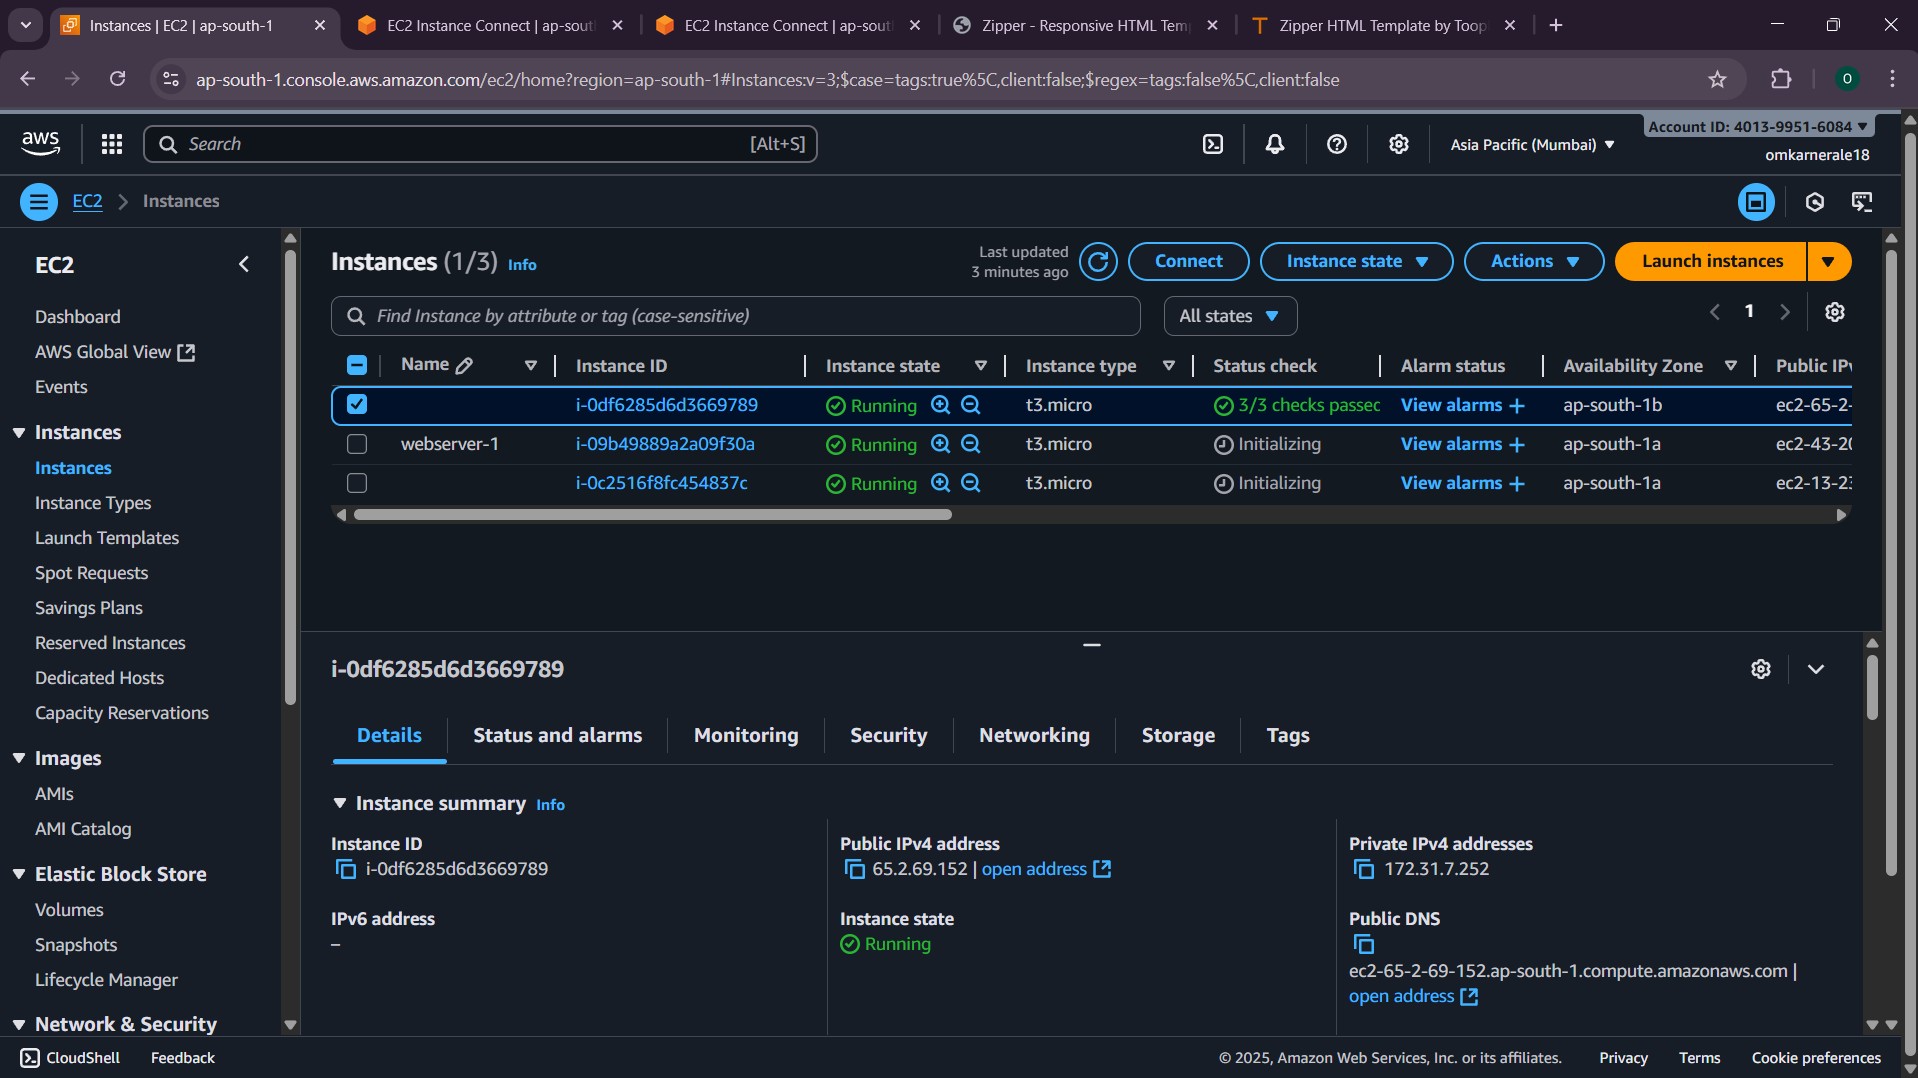 Instances | EC2 | ap-south-1
EC2 Instance Connect | ap-sout
EC2 Instance Connect | ap-sout
Zipper - Responsive HTML Tem
Zipper HTML Template by Toop
ap-south-1.console.aws.amazon.com/ec2/home?region=ap-south-1#Instances:v=3;$case=tags:true%5C,client:false;$regex=tags:false%5C,client:false
O
aws
Search
[Alt+S]
Asia Pacific (Mumbai)
Account ID: 4013-9951-6084
omkarnerale18
EC2
Instances
EC2
Dashboard
AWS Global View
Events
Instances
Instances
Instance Types
Launch Templates
Spot Requests
Savings Plans
Reserved Instances
Dedicated Hosts
Capacity Reservations
Images
AMIs
AMI Catalog
Elastic Block Store
Volumes
Snapshots
Lifecycle Manager
Network & Security
Instances (1/3) Info
Last updated
3 minutes ago
Connect
Instance state
Actions
Launch instances
Find Instance by attribute or tag (case-sensitive)
All states
1
Name Instance ID Instance state Instance type Status check Alarm status Availability Zone Public IPv
i-0df6285d6d3669789 Running t3.micro 3/3 checks passec View alarms + ap-south-1b ec2-65-2-
webserver-1 i-09b49889a2a09f30a Running t3.micro Initializing View alarms + ap-south-1a ec2-43-20
i-0c2516f8fc454837c Running t3.micro Initializing View alarms + ap-south-1a ec2-13-23
i-0df6285d6d3669789
Details
Status and alarms
Monitoring
Security
Networking
Storage
Tags
Instance summary Info
Instance ID
i-0df6285d6d3669789
IPv6 address
–
Public IPv4 address
65.2.69.152 | open address
Instance state
Running
Private IPv4 addresses
172.31.7.252
Public DNS
ec2-65-2-69-152.ap-south-1.compute.amazonaws.com |
open address
CloudShell
Feedback
© 2025, Amazon Web Services, Inc. or its affiliates.
Privacy
Terms
Cookie preferences